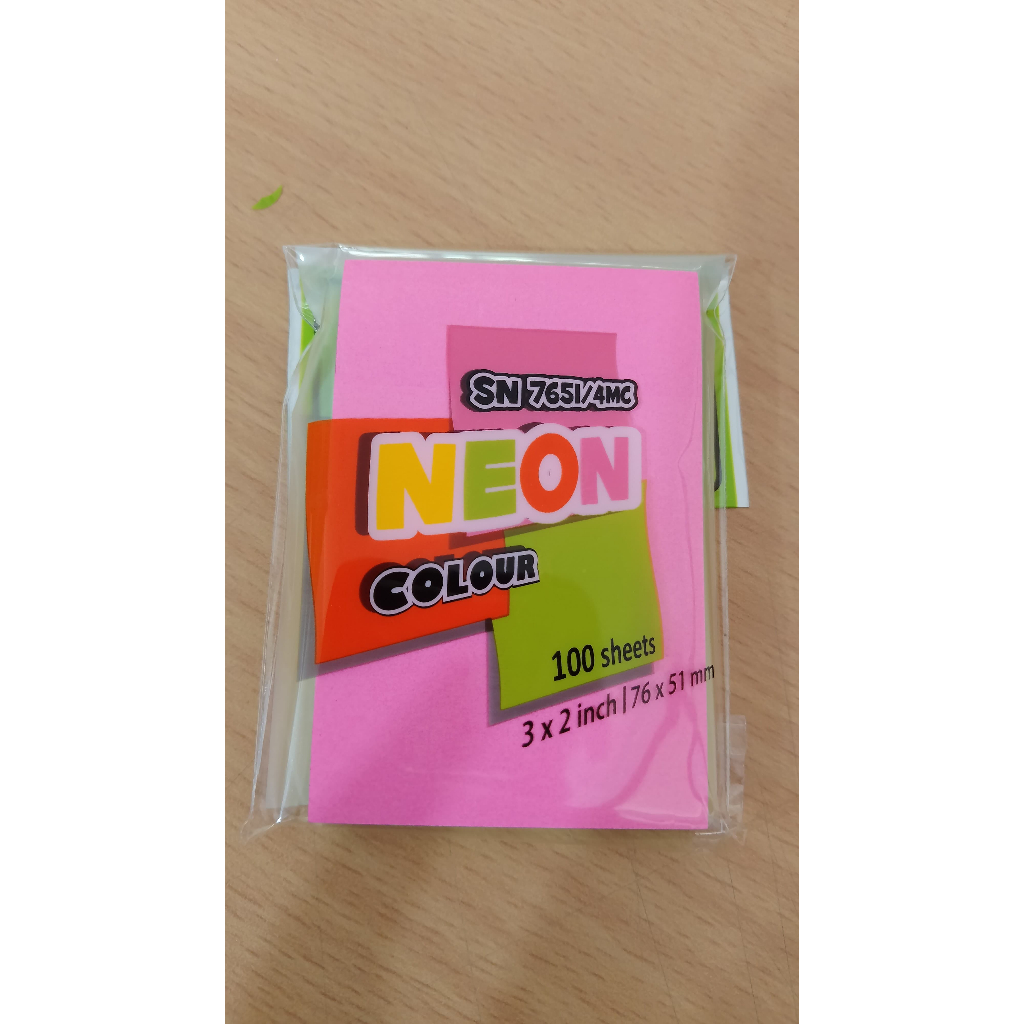 SN 7651/4MC
NEON
COLOUR
100 sheets
3 x 2 inch | 76 x 51 mm